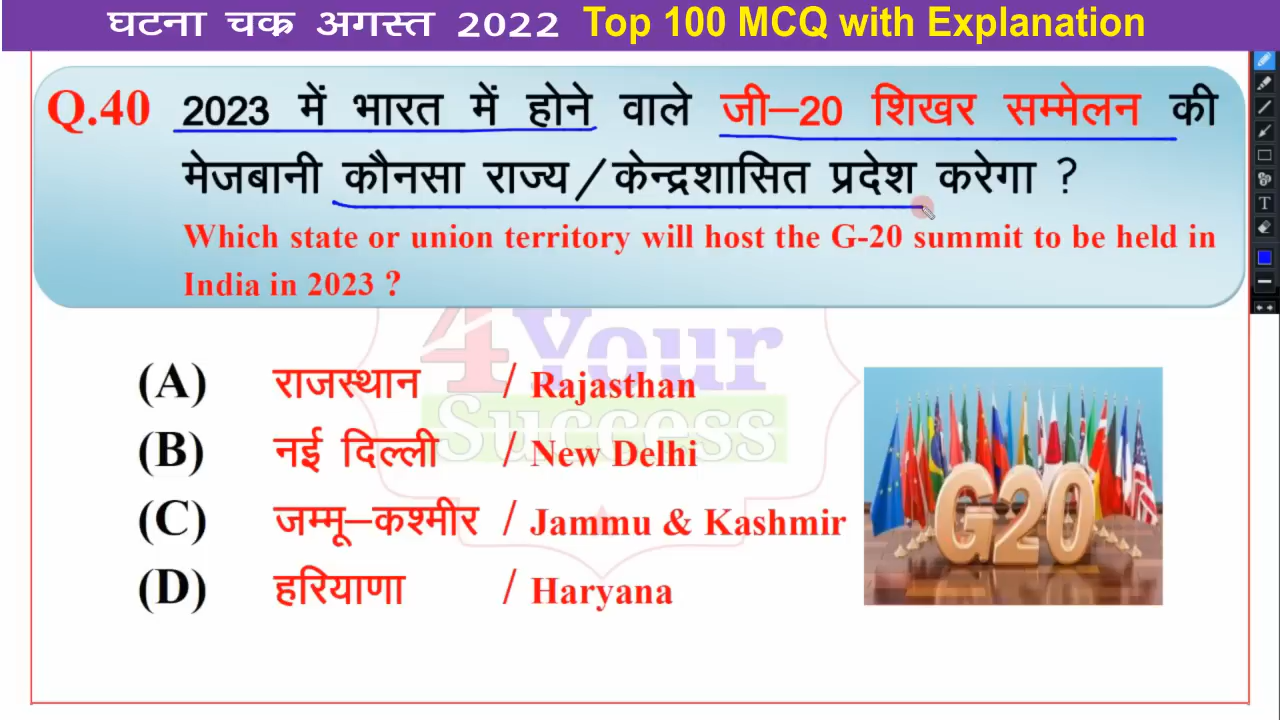 घटना चक्र अगस्त 2022 Top 100 MCQ with Explanation
Q.40 2023 में भारत में होने वाले जी–20 शिखर सम्मेलन की
मेजबानी कौनसा राज्य/केन्द्रशासित प्रदेश करेगा ?
Which state or union territory will host the G-20 summit to be held in
India in 2023 ?
4Your
Success
(A) राजस्थान / Rajasthan
(B) नई दिल्ली / New Delhi
(C) जम्मू–कश्मीर / Jammu & Kashmir
(D) हरियाणा / Haryana
G20